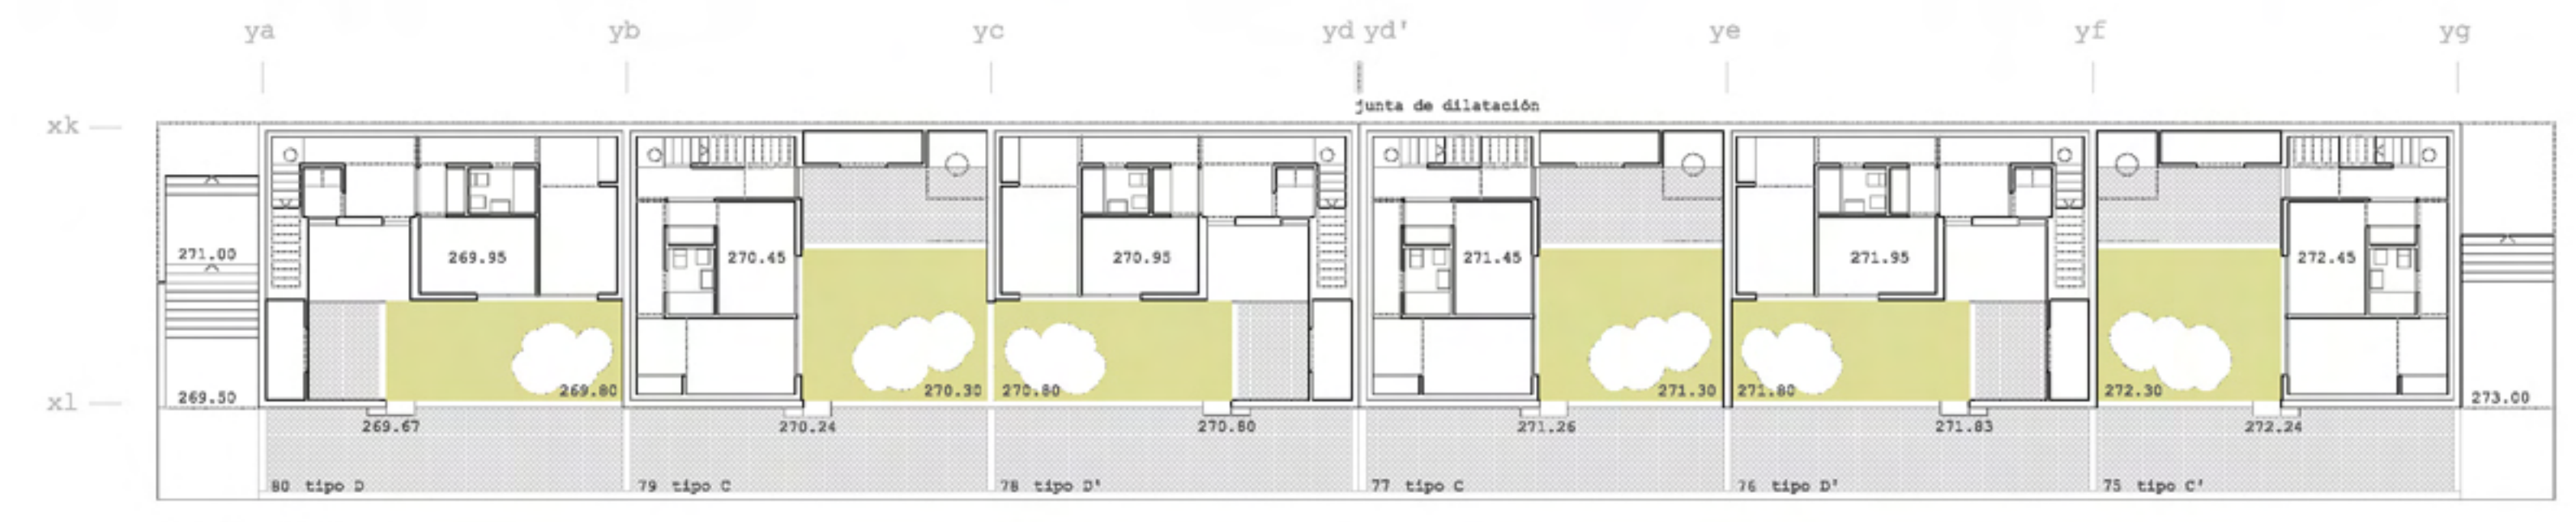 ya yb yc yd yd' ye yf yg
junta de dilatación
xk
271.00 269.95 270.45 270.95 271.45 271.95 272.45
269.80 270.30 270.80 271.30 271.80 272.30
xl 269.50 273.00
269.67 270.24 270.80 271.26 271.83 272.24
80 tipo D 79 tipo C 78 tipo D' 77 tipo C 76 tipo D' 75 tipo C'